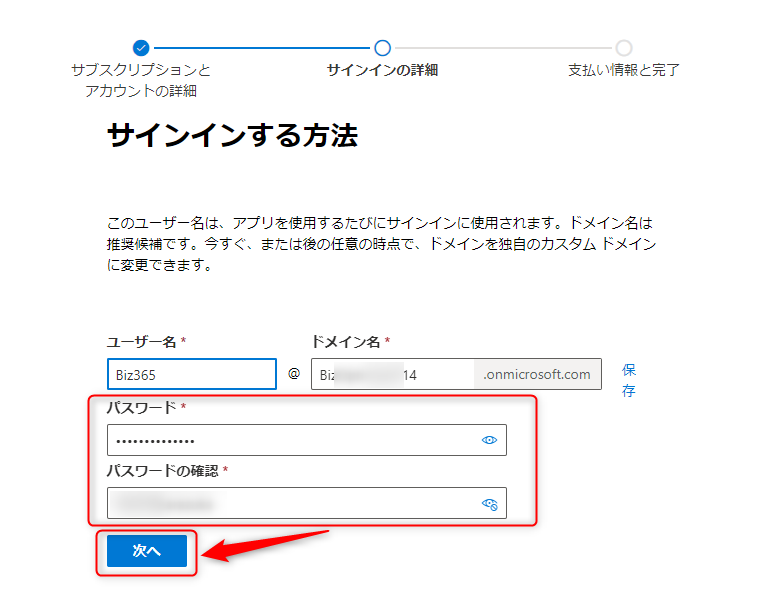 サブスクリプションと
アカウントの詳細
サインインの詳細
支払い情報と完了
サインインする方法
このユーザー名は、アプリを使用するたびにサインインに使用されます。ドメイン名は
推奨候補です。今すぐ、または後の任意の時点で、ドメインを独自のカスタム ドメイン
に変更できます。
ユーザー名 *
ドメイン名 *
Biz365 @ .onmicrosoft.com 保
存
パスワード *
••••••••••••••
パスワードの確認 *
次へ